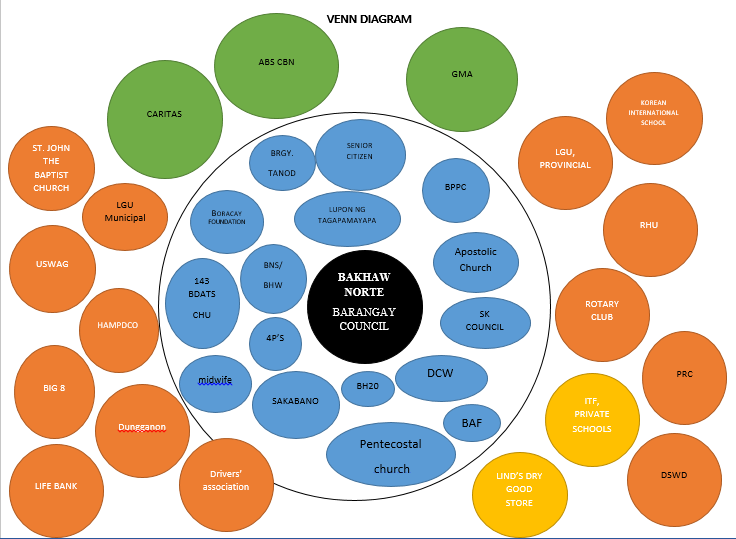 VENN DIAGRAM
ABS CBN
GMA
CARITAS
KOREAN
INTERNATIONAL
SCHOOL
ST. JOHN
THE
BAPTIST
CHURCH
BRGY.
TANOD
SENIOR
CITIZEN
LGU,
PROVINCIAL
LGU
Municipal
BORACAY
FOUNDATION
LUPON NG
TAGAPAMAYAPA
BPPC
RHU
USWAG
143
BDATS
CHU
BNS/
BHW
BAKHAW
NORTE
BARANGAY
COUNCIL
Apostolic
Church
ROTARY
CLUB
HAMPDCO
4P'S
SK
COUNCIL
BIG 8
midwife
SAKABANO
BH20
DCW
PRC
Dungganon
BAF
ITF,
PRIVATE
SCHOOLS
Pentecostal
church
LIFE BANK
Drivers'
association
LIND'S DRY
GOOD
STORE
DSWD